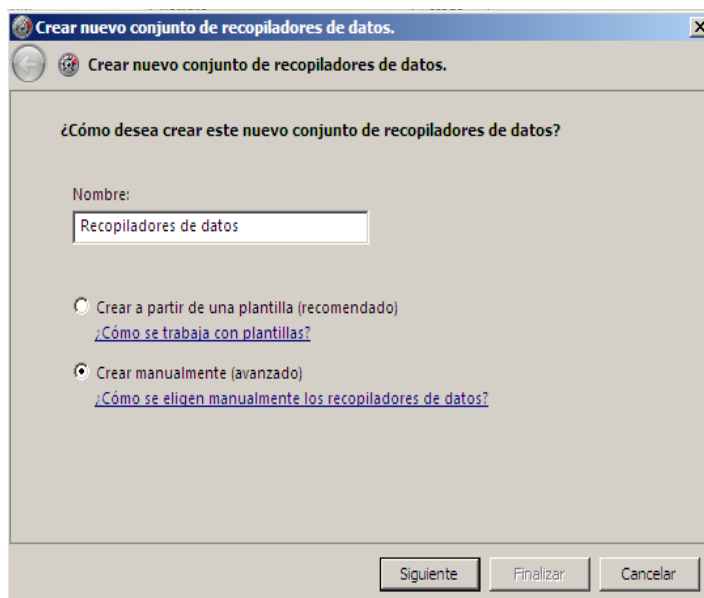 Crear nuevo conjunto de recopiladores de datos.
Crear nuevo conjunto de recopiladores de datos.
¿Cómo desea crear este nuevo conjunto de recopiladores de datos?
Nombre:
Recopiladores de datos
Crear a partir de una plantilla (recomendado)
¿Cómo se trabaja con plantillas?
Crear manualmente (avanzado)
¿Cómo se eligen manualmente los recopiladores de datos?
Siguiente
Finalizar
Cancelar